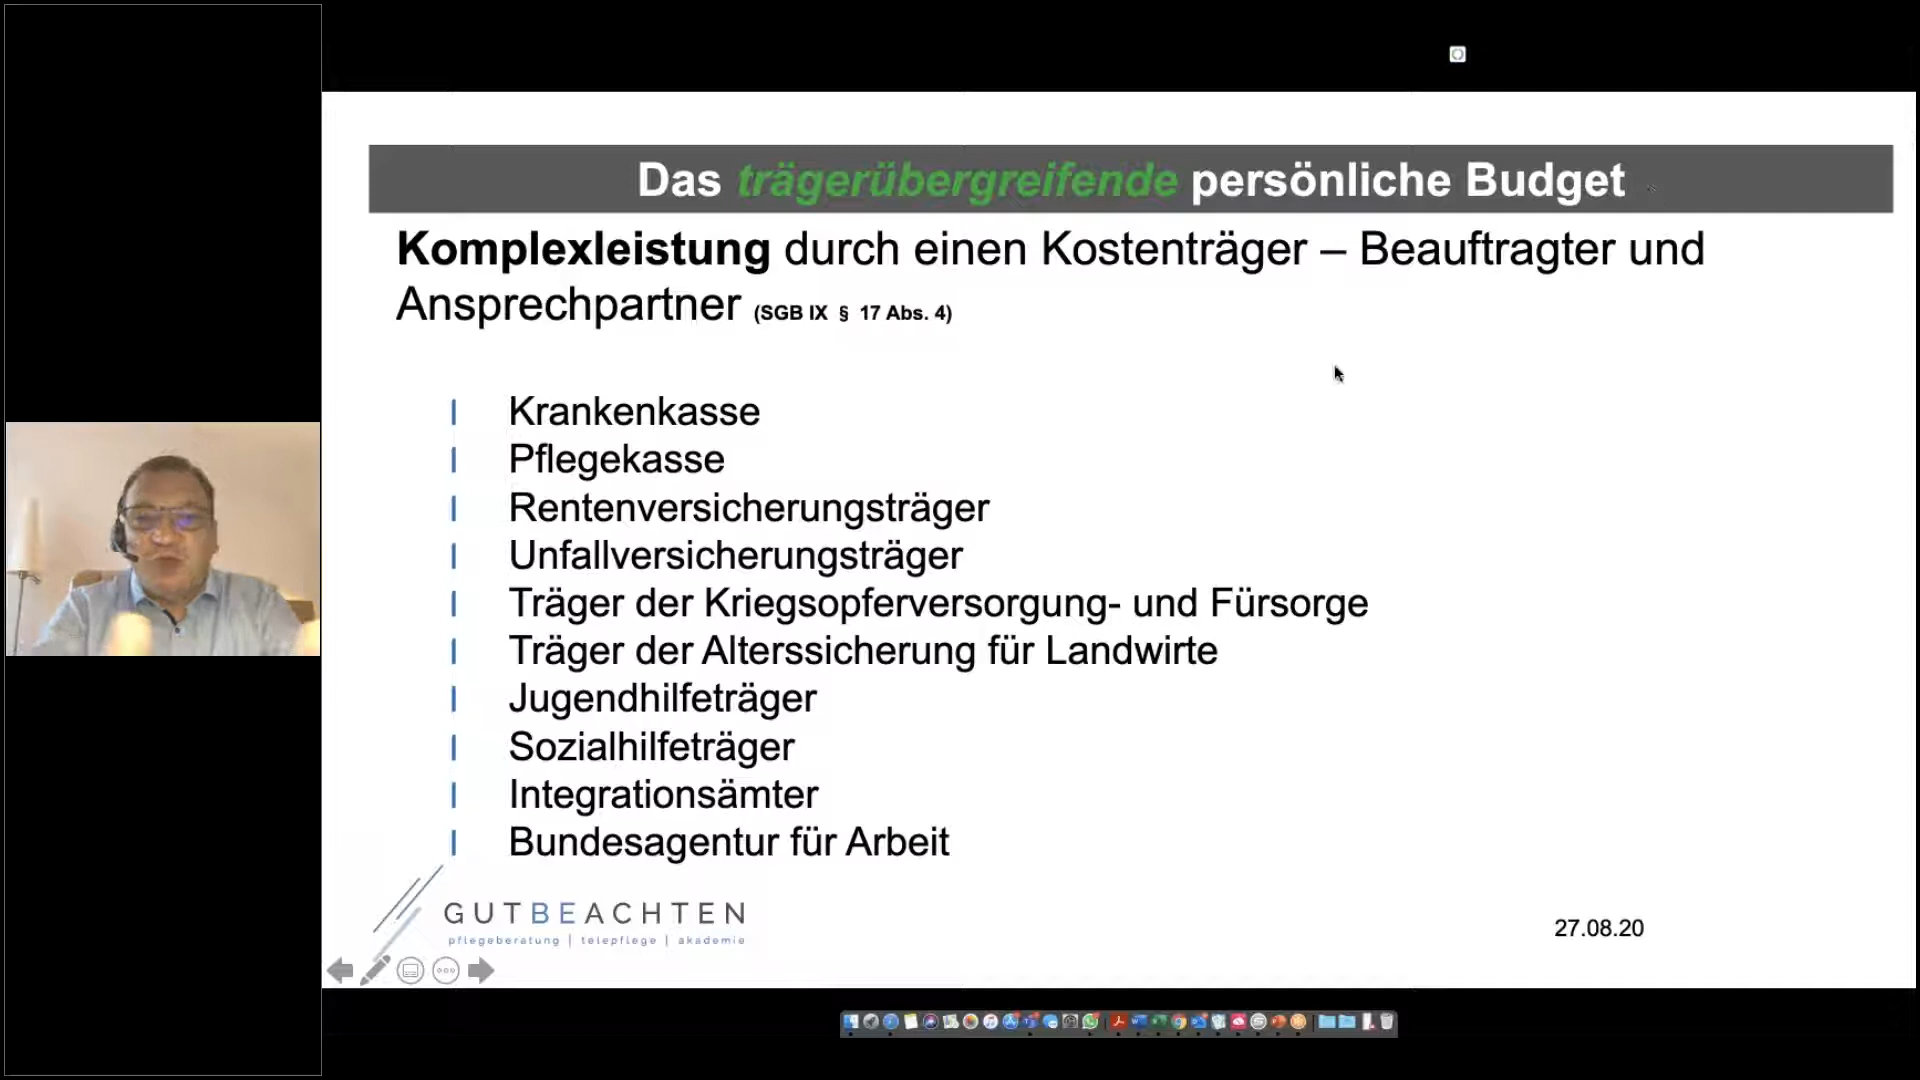 Das trägerübergreifende persönliche Budget
Komplexleistung durch einen Kostenträger – Beauftragter und
Ansprechpartner (SGB IX § 17 Abs. 4)
Krankenkasse
Pflegekasse
Rentenversicherungsträger
Unfallversicherungsträger
Träger der Kriegsopferversorgung- und Fürsorge
Träger der Alterssicherung für Landwirte
Jugendhilfeträger
Sozialhilfeträger
Integrationsämter
Bundesagentur für Arbeit
GUTBEACHTEN
pflegeberatung | telepflege | akademie
27.08.20